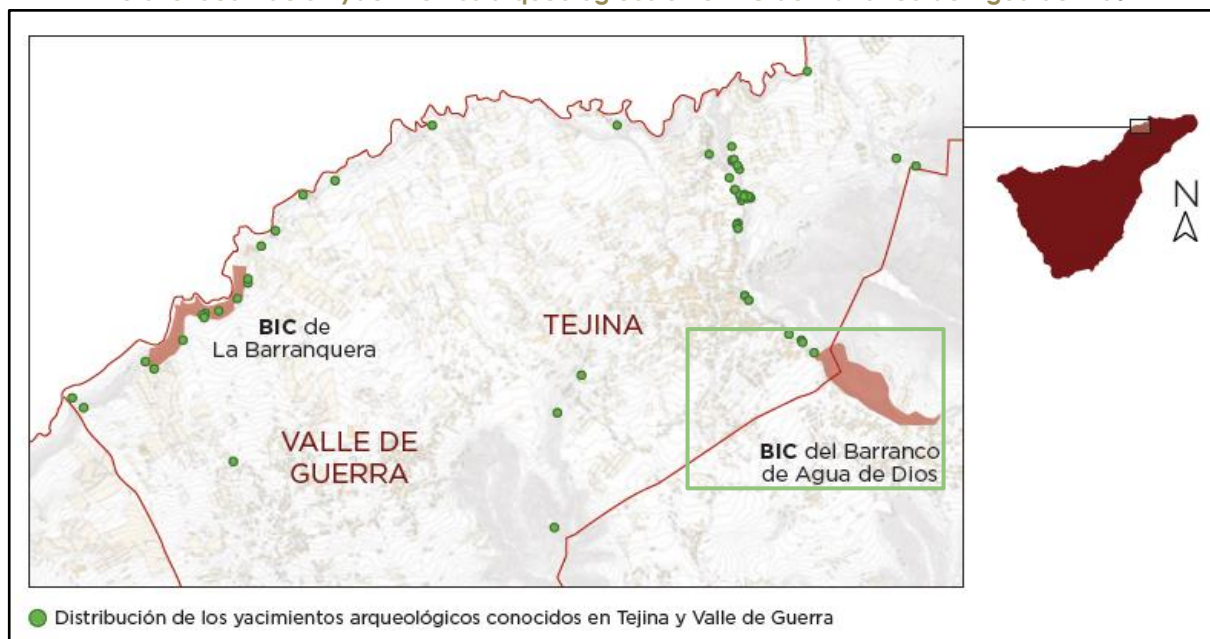 TEJINA
BIC de
La Barranquera
VALLE DE
GUERRA
BIC del Barranco
de Agua de Dios
N
Distribución de los yacimientos arqueológicos conocidos en Tejina y Valle de Guerra